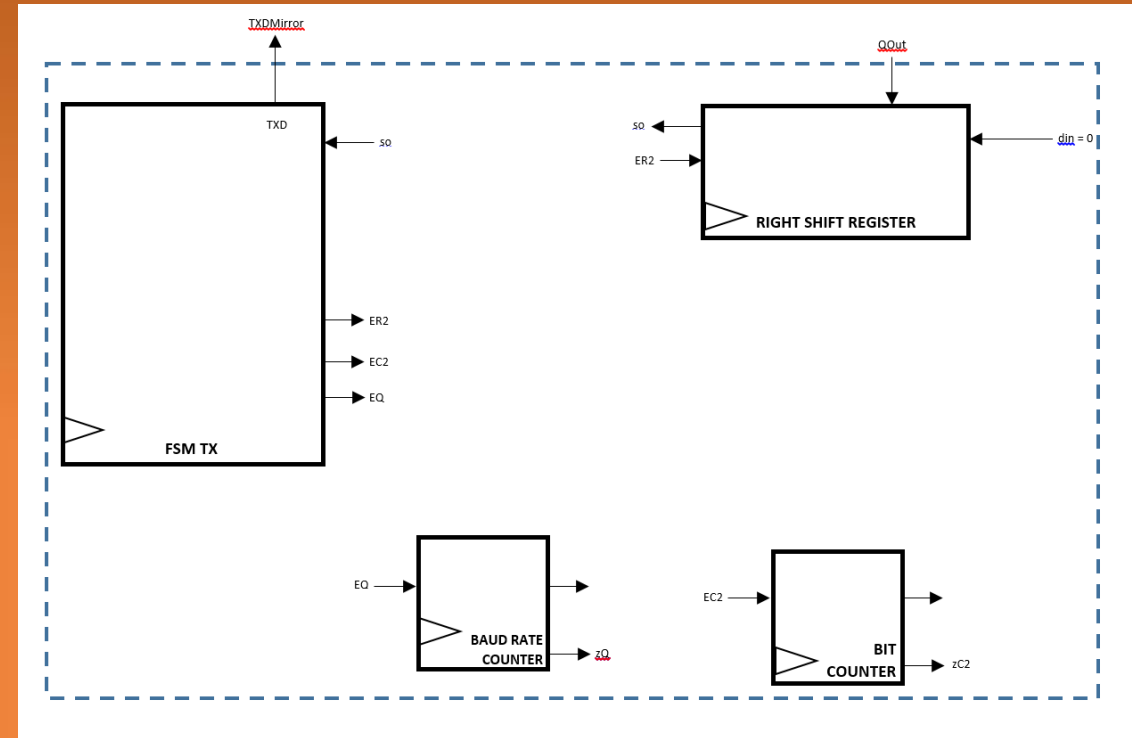 TXDMirror
QOut
TXD
so
so
din = 0
ER2
RIGHT SHIFT REGISTER
ER2
EC2
EQ
FSM TX
EQ
BAUD RATE
COUNTER
zQ
EC2
BIT
COUNTER
zC2